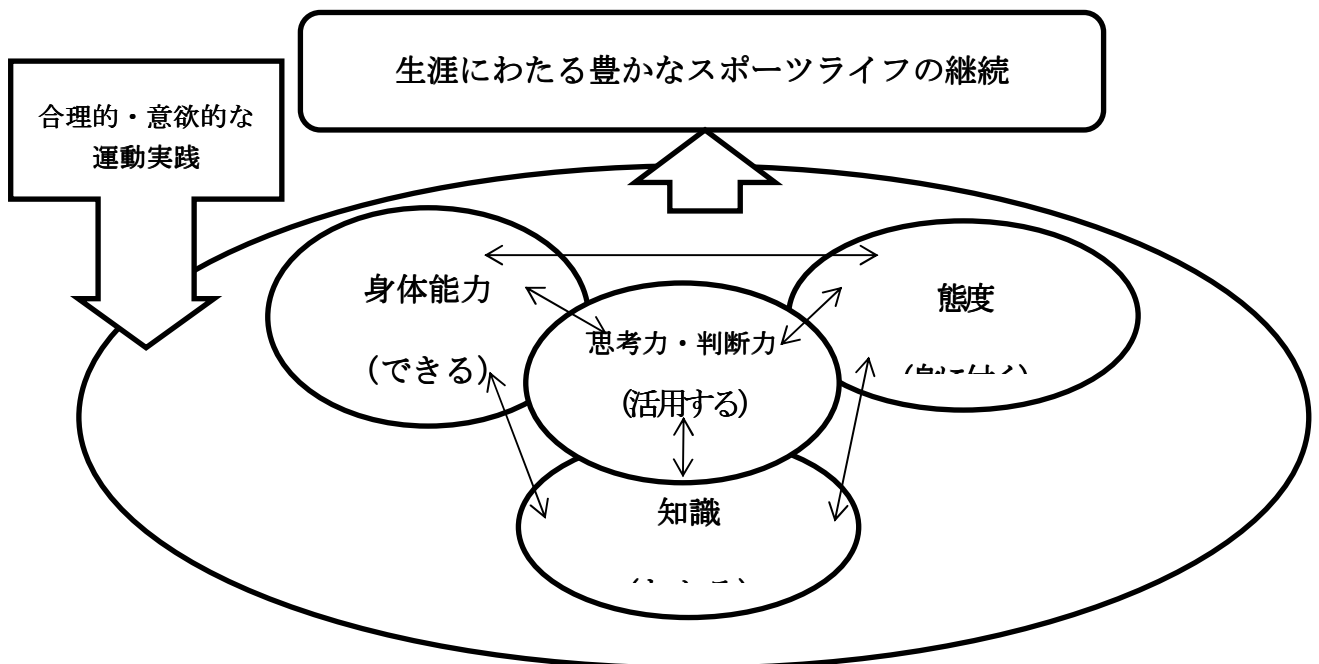 生涯にわたる豊かなスポーツライフの継続
合理的・意欲的な
運動実践
身体能力
(できる)
態度
思考力・判断力
(活用する)
知識